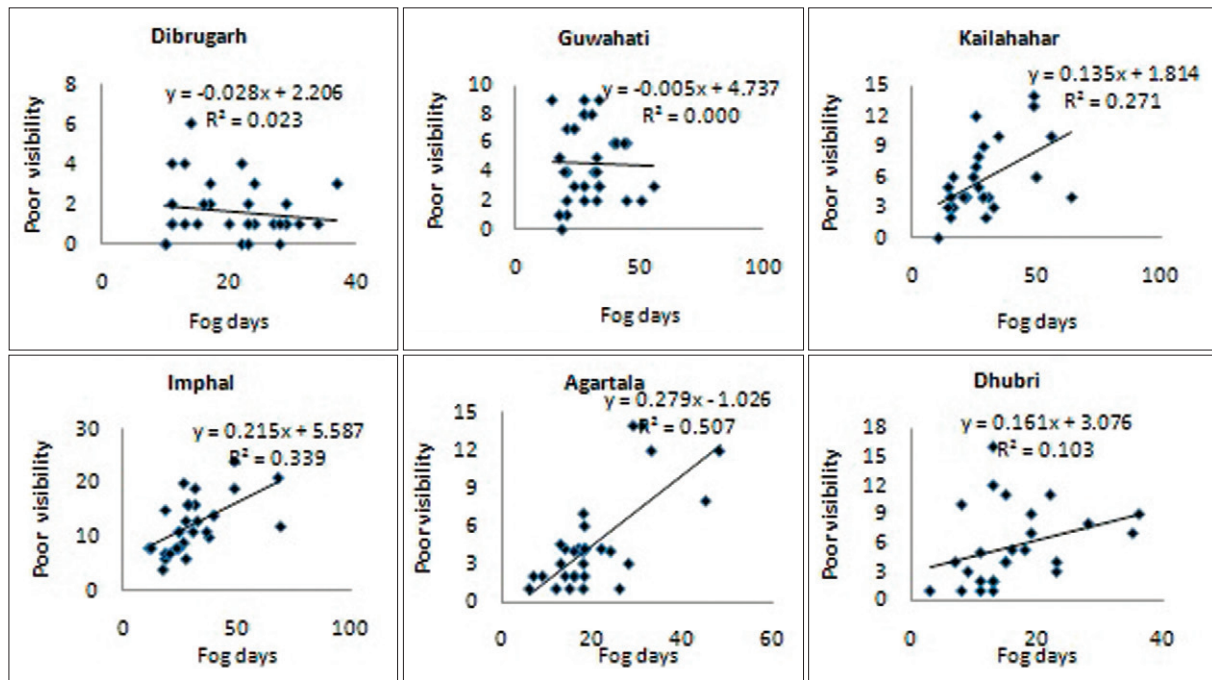 Dibrugarh
Poor visibility
8
6
4
2
0
y = -0.028x + 2.206
R² = 0.023
0
20
40
Fog days
Guwahati
Poor visibility
10
8
6
4
2
0
y = -0.005x + 4.737
R² = 0.000
0
50
100
Fog days
Kailahahar
Poor visibility
15
12
9
6
3
0
y = 0.135x + 1.814
R² = 0.271
0
50
100
Fog days
Imphal
Poor visibility
30
20
10
0
y = 0.215x + 5.587
R² = 0.339
0
50
100
Fog days
Agartala
Poorvisibility
15
12
9
6
3
0
y = 0.279x - 1.026
R² = 0.507
0
20
40
60
Fog days
Dhubri
Poor visibility
18
15
12
9
6
3
0
y = 0.161x + 3.076
R² = 0.103
0
20
40
Fog days